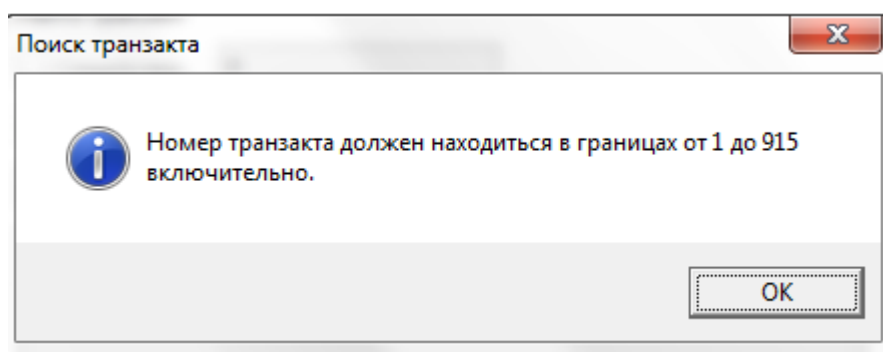 Поиск транзакта
Номер транзакта должен находиться в границах от 1 до 915
включительно.
OK